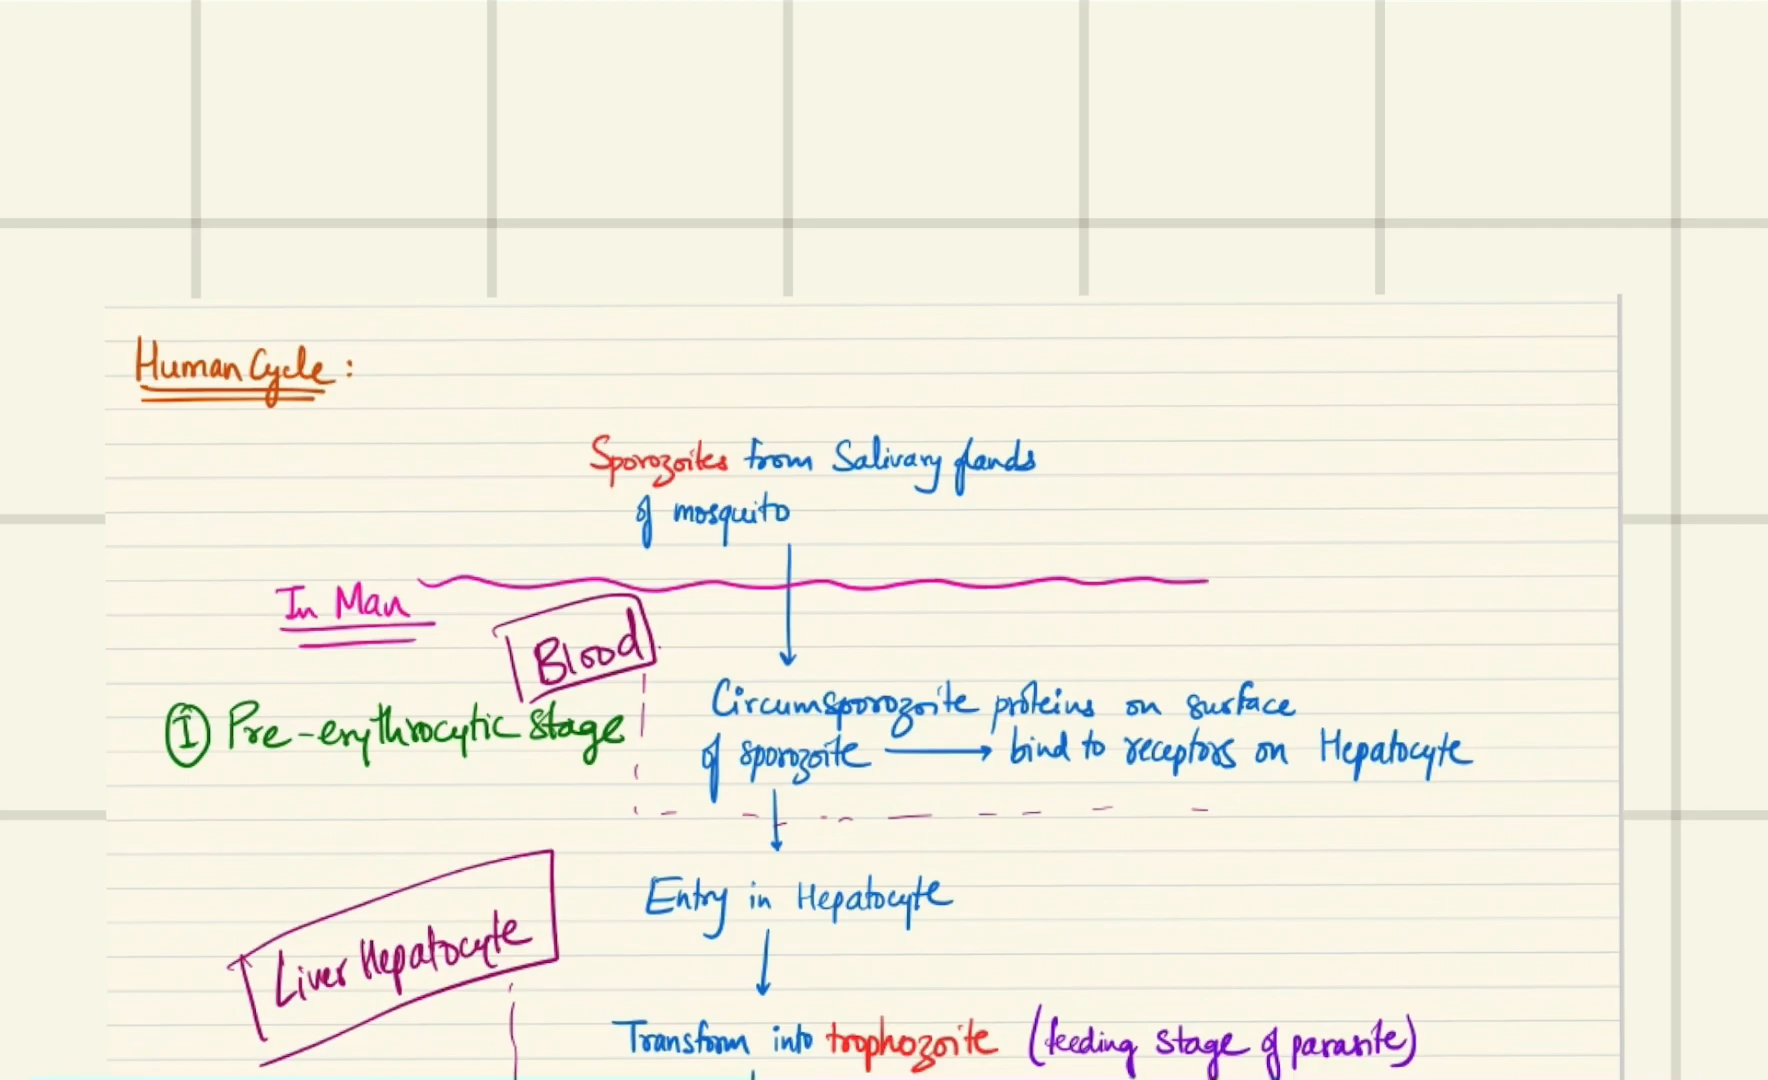 Human Cycle :
Sporozoites from Salivary glands
of mosquito
In Man
Blood
① Pre-erythrocytic stage
Circumsporozoite proteins on surface
of sporozoite → bind to receptors on Hepatocyte
Entry in Hepatocyte
Liver Hepatocyte
Transform into trophozoite (feeding stage of parasite)